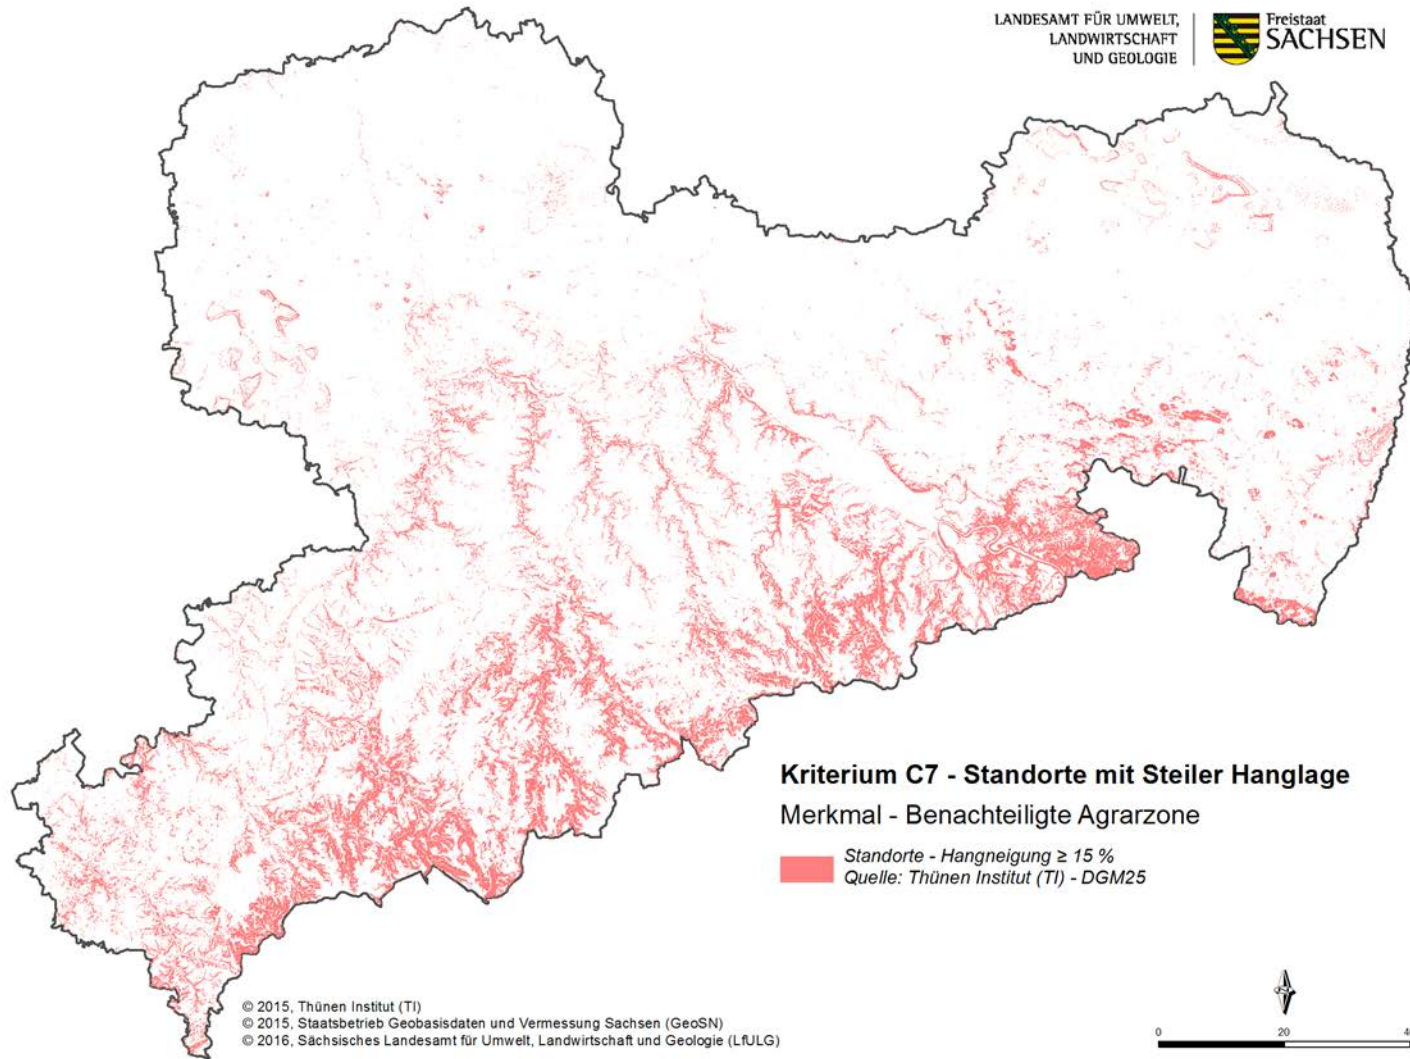 LANDESAMT FÜR UMWELT,
LANDWIRTSCHAFT
UND GEOLOGIE
Freistaat
SACHSEN
Kriterium C7 - Standorte mit Steiler Hanglage
Merkmal - Benachteiligte Agrarzone
Standorte - Hangneigung ≥ 15 %
Quelle: Thünen Institut (TI) - DGM25
© 2015, Thünen Institut (TI)
© 2015, Staatsbetrieb Geobasisdaten und Vermessung Sachsen (GeoSN)
© 2016, Sächsisches Landesamt für Umwelt, Landwirtschaft und Geologie (LfULG)
0 20